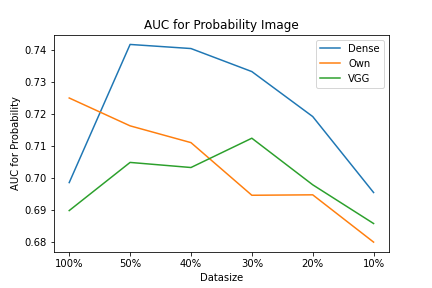 AUC for Probability Image
Dense
Own
VGG
AUC for Probability
0.74
0.73
0.72
0.71
0.70
0.69
0.68
100% 50% 40% 30% 20% 10%
Datasize